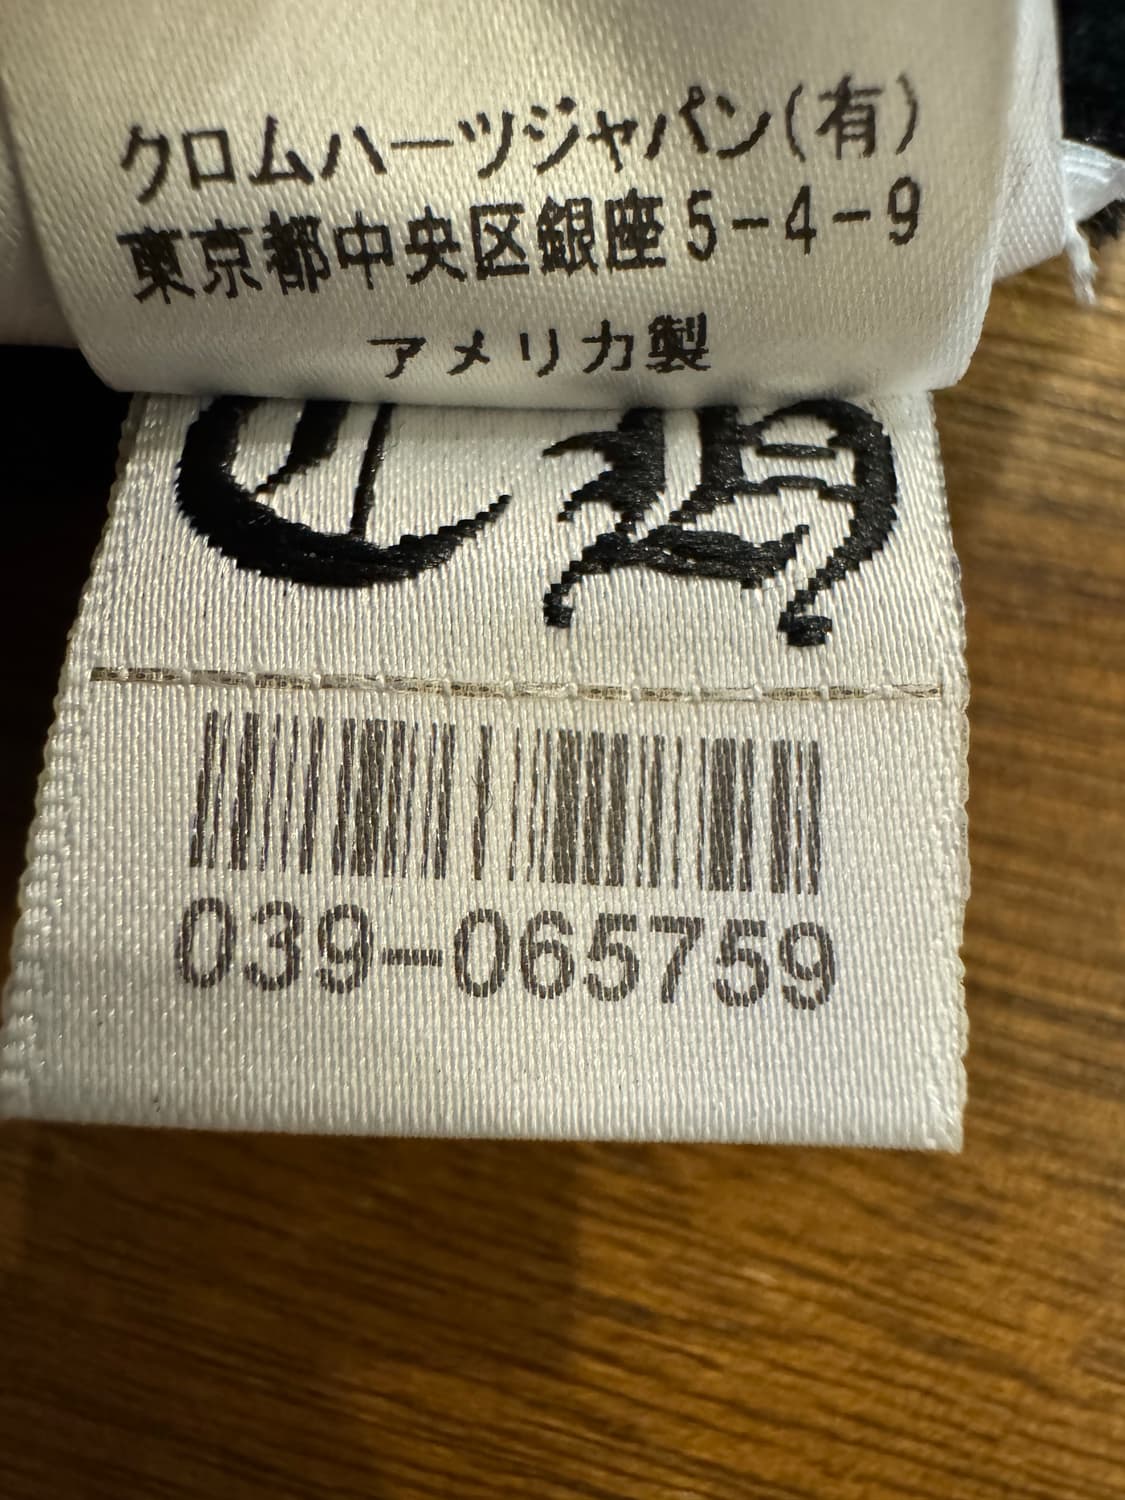 クロムハーツジャパン(有)
東京都中央区銀座5-4-9
アメリカ製
CH
039-065759